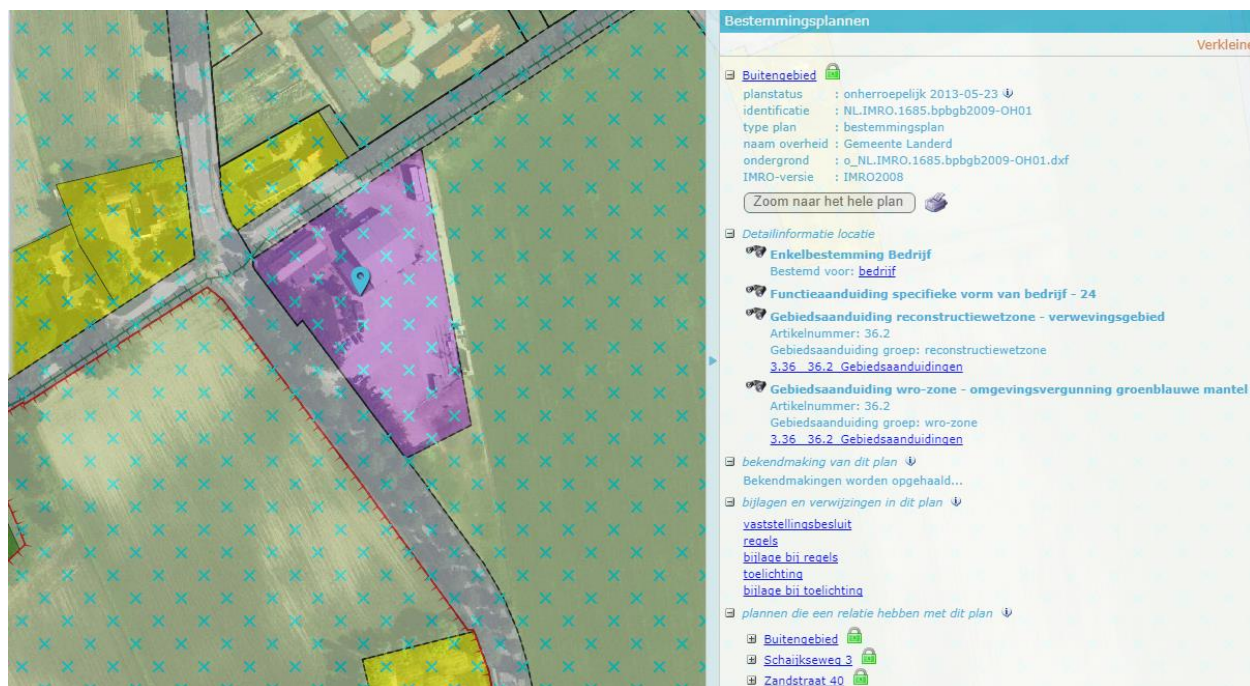 Bestemmingsplannen
Verkleine
Buitengebied
planstatus : onherroepelijk 2013-05-23
identificatie : NL.IMRO.1685.bpbgb2009-OH01
type plan : bestemmingsplan
naam overheid : Gemeente Landerd
ondergrond : o_NL.IMRO.1685.bpbgb2009-OH01.dxf
IMRO-versie : IMRO2008
Zoom naar het hele plan
Detailinformatie locatie
Enkelbestemming Bedrijf
Bestemd voor: bedrijf
Functieaanduiding specifieke vorm van bedrijf - 24
Gebiedsaanduiding reconstructiewetzone - verwevingsgebied
Artikelnummer: 36.2
Gebiedsaanduiding groep: reconstructiewetzone
3.36 36.2 Gebiedsaanduidingen
Gebiedsaanduiding wro-zone - omgevingsvergunning groenblauwe mantel
Artikelnummer: 36.2
Gebiedsaanduiding groep: wro-zone
3.36 36.2 Gebiedsaanduidingen
bekendmaking van dit plan
Bekendmakingen worden opgehaald...
bijlagen en verwijzingen in dit plan
vaststellingsbesluit
regels
bijlage bij regels
toelichting
bijlage bij toelichting
plannen die een relatie hebben met dit plan
Buitengebied
Schaijkseweg 3
Zandstraat 40